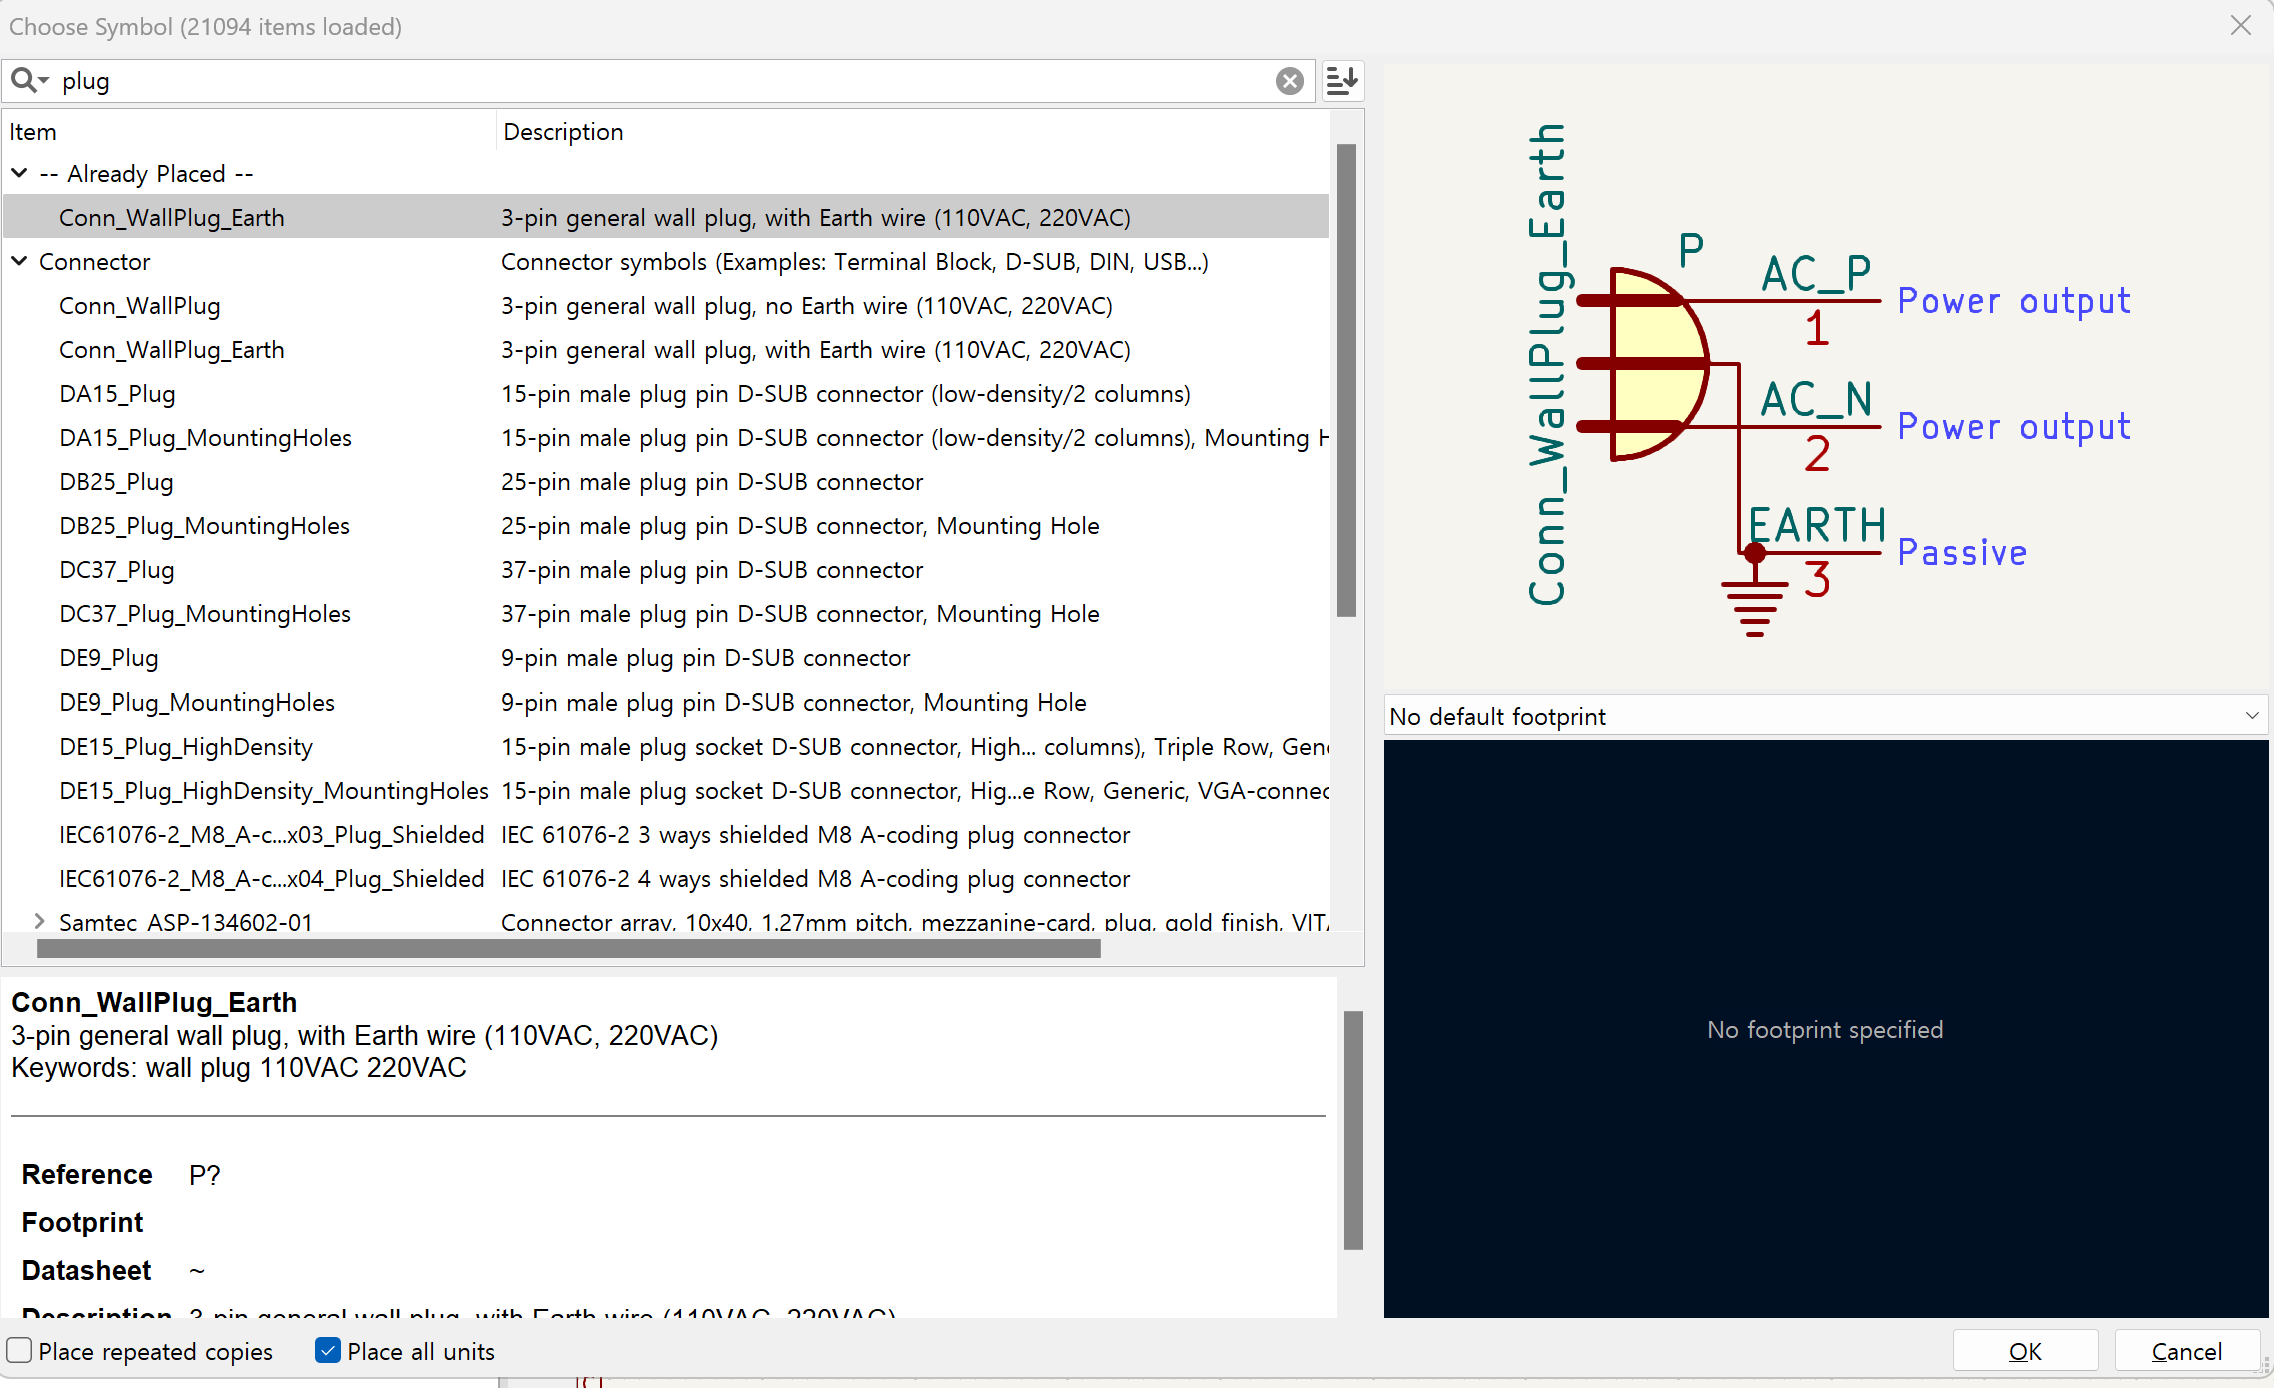 Choose Symbol (21094 items loaded)
plug
Item Description
-- Already Placed --
Conn_WallPlug_Earth 3-pin general wall plug, with Earth wire (110VAC, 220VAC)
Connector Connector symbols (Examples: Terminal Block, D-SUB, DIN, USB...)
Conn_WallPlug 3-pin general wall plug, no Earth wire (110VAC, 220VAC)
Conn_WallPlug_Earth 3-pin general wall plug, with Earth wire (110VAC, 220VAC)
DA15_Plug 15-pin male plug pin D-SUB connector (low-density/2 columns)
DA15_Plug_MountingHoles 15-pin male plug pin D-SUB connector (low-density/2 columns), Mounting H
DB25_Plug 25-pin male plug pin D-SUB connector
DB25_Plug_MountingHoles 25-pin male plug pin D-SUB connector, Mounting Hole
DC37_Plug 37-pin male plug pin D-SUB connector
DC37_Plug_MountingHoles 37-pin male plug pin D-SUB connector, Mounting Hole
DE9_Plug 9-pin male plug pin D-SUB connector
DE9_Plug_MountingHoles 9-pin male plug pin D-SUB connector, Mounting Hole
DE15_Plug_HighDensity 15-pin male plug socket D-SUB connector, High... columns), Triple Row, Gen
DE15_Plug_HighDensity_MountingHoles 15-pin male plug socket D-SUB connector, Hig...e Row, Generic, VGA-connec
IEC61076-2_M8_A-c...x03_Plug_Shielded IEC 61076-2 3 ways shielded M8 A-coding plug connector
IEC61076-2_M8_A-c...x04_Plug_Shielded IEC 61076-2 4 ways shielded M8 A-coding plug connector
Samtec_ASP-134602-01 Connector array, 10x40, 1.27mm pitch, mezzanine-card, plug, gold finish, VIT
Conn_WallPlug_Earth
3-pin general wall plug, with Earth wire (110VAC, 220VAC)
Keywords: wall plug 110VAC 220VAC
Reference P?
Footprint
Datasheet ~
Description 3-pin general wall plug, with Earth wire (110VAC, 220VAC)
Place repeated copies Place all units
Conn_WallPlug_Earth
P
AC_P
1
Power output
AC_N
2
Power output
EARTH
3
Passive
No default footprint
No footprint specified
OK Cancel